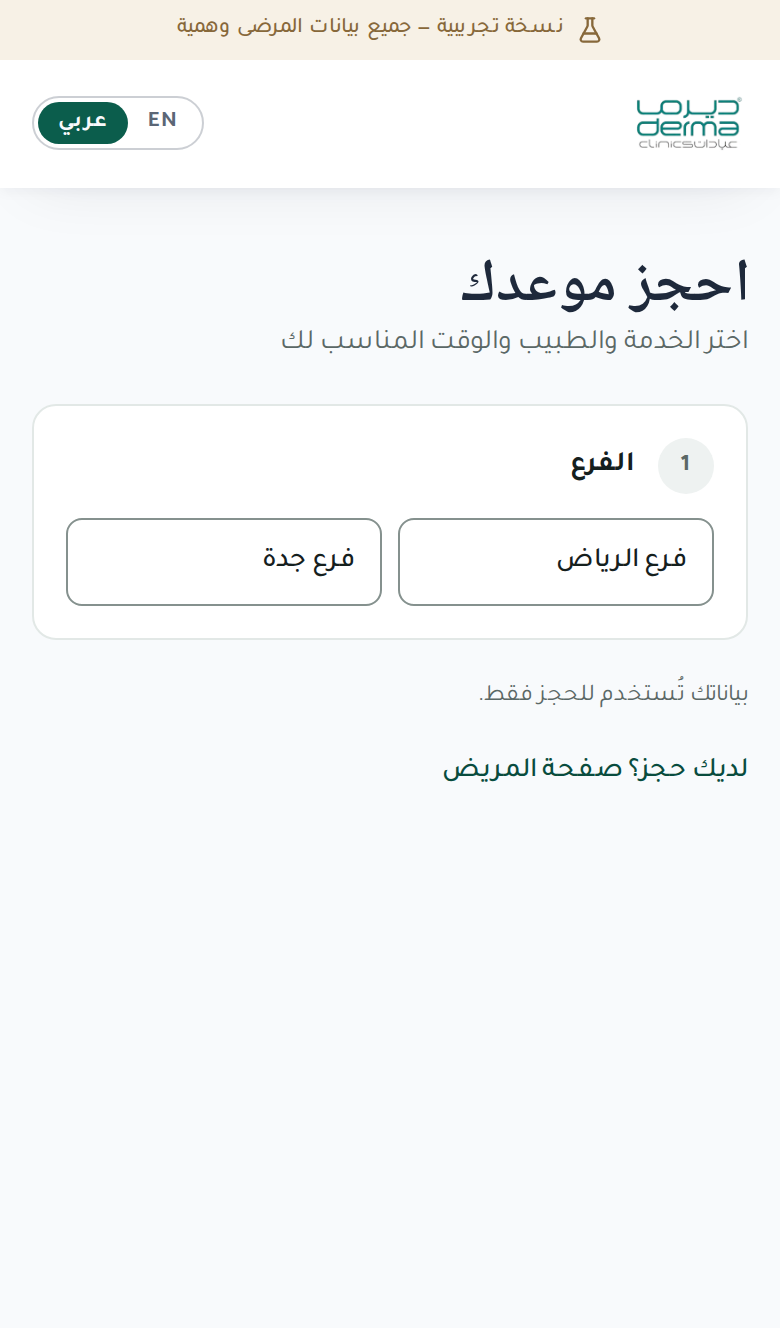 نسخة تجريبية – جميع بيانات المرضى وهمية
ديرما®
derma
clinics عيادات
EN
عربي
احجز موعدك
اختر الخدمة والطبيب والوقت المناسب لك
1
الفرع
فرع الرياض
فرع جدة
بياناتك تُستخدم للحجز فقط.
لديك حجز؟ صفحة المريض